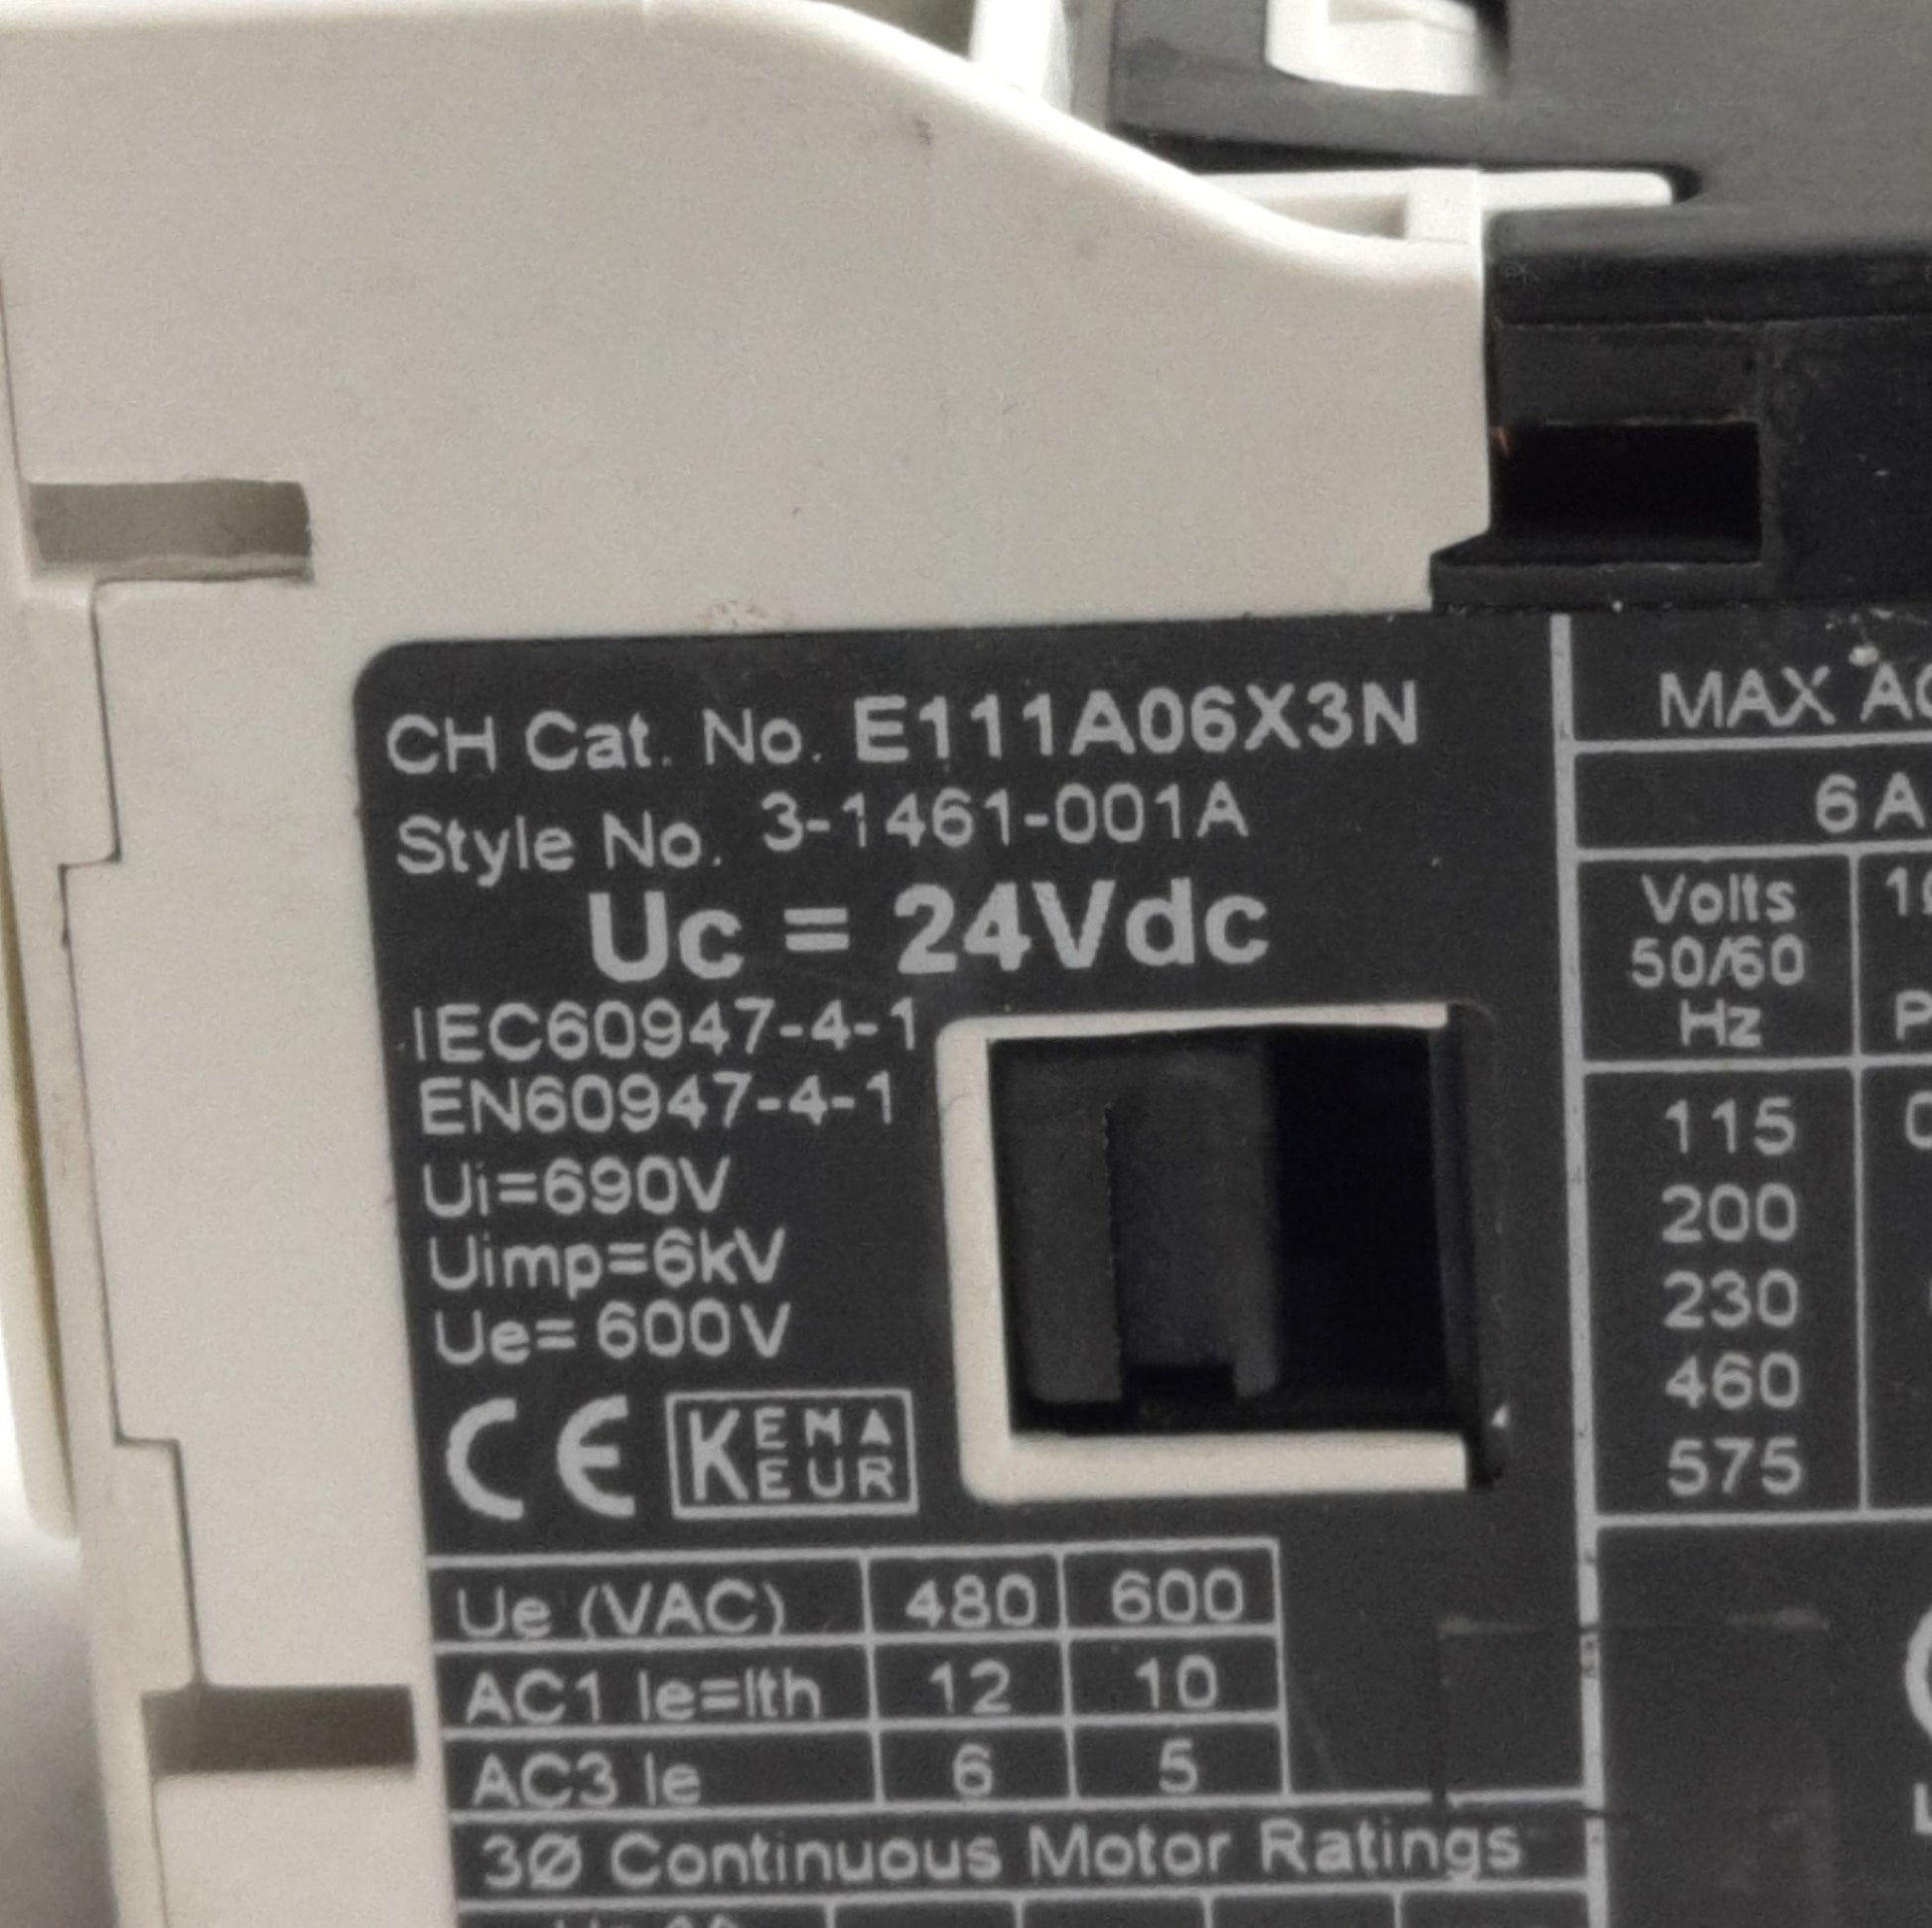 CH Cat. No. E111A06X3N
Style No. 3-1461-001A
Uc = 24Vdc
IEC60947-4-1
EN60947-4-1
Ui=690V
Uimp=6kV
Ue= 600V
CE KEMA EUR
Ue (VAC) 480 600
AC1 Ie=Ith 12 10
AC3 Ie 6 5
3Ø Continuous Motor Ratings
MAX
6 A
Volts
50/60
Hz
115
200
230
460
575